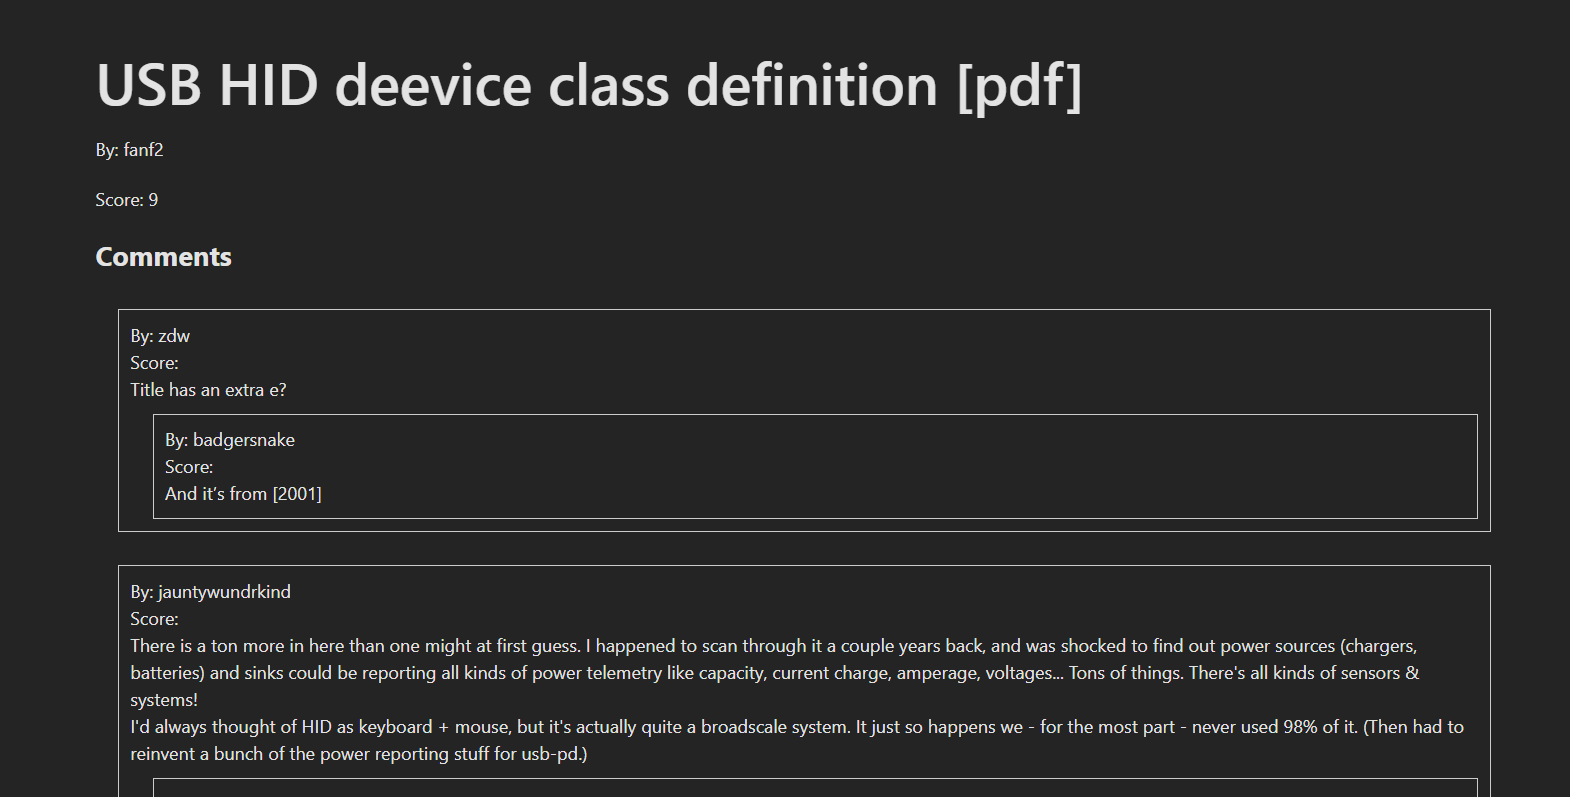 USB HID deevice class definition [pdf]
By: fanf2
Score: 9
Comments
By: zdw
Score:
Title has an extra e?
By: badgersnake
Score:
And it’s from [2001]
By: jauntywundrkind
Score:
There is a ton more in here than one might at first guess. I happened to scan through it a couple years back, and was shocked to find out power sources (chargers,
batteries) and sinks could be reporting all kinds of power telemetry like capacity, current charge, amperage, voltages... Tons of things. There's all kinds of sensors &
systems!
I'd always thought of HID as keyboard + mouse, but it's actually quite a broadscale system. It just so happens we - for the most part - never used 98% of it. (Then had to
reinvent a bunch of the power reporting stuff for usb-pd.)